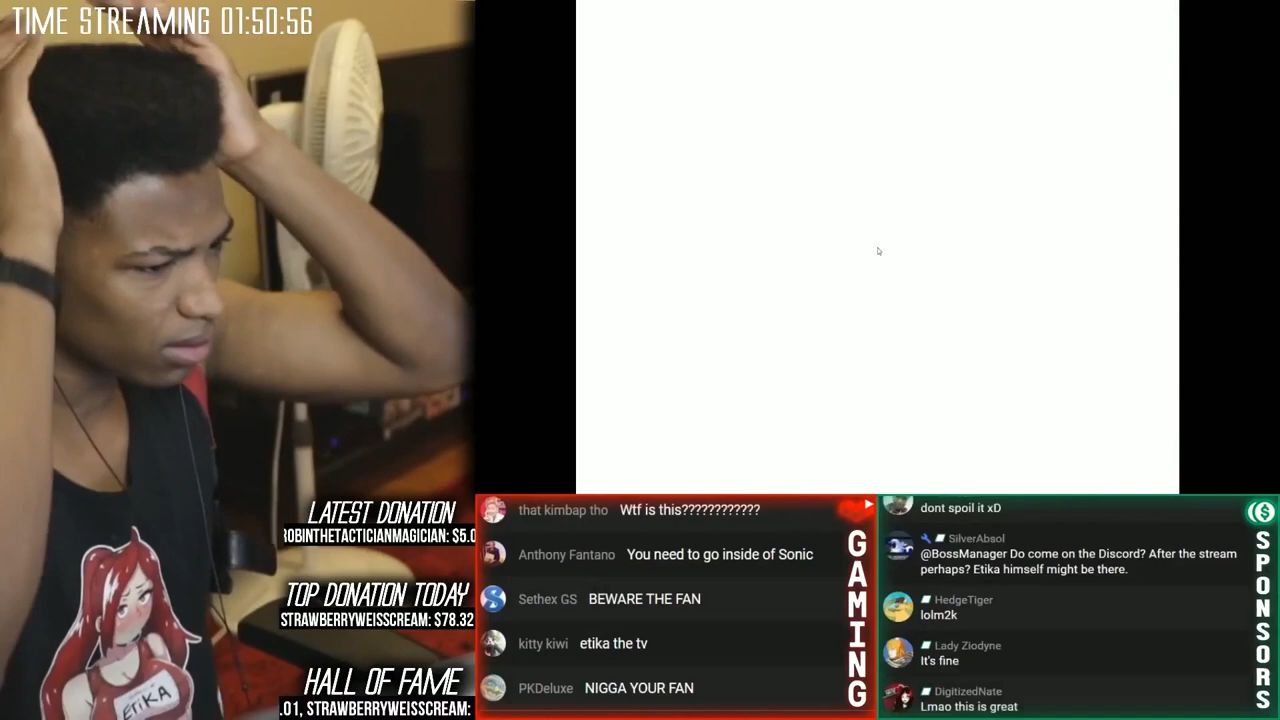 TIME STREAMING 01:50:56
LATEST DONATION
ROBINTHETACTICIANMAGICIAN: $5.0
TOP DONATION TODAY
STRAWBERRYWEISSCREAM: $78.32
HALL OF FAME
.01, STRAWBERRYWEISSCREAM:
ETIKA
that kimbap tho Wtf is this????????????
Anthony Fantano You need to go inside of Sonic
Sethex GS BEWARE THE FAN
kitty kiwi etika the tv
PKDeluxe NIGGA YOUR FAN
GAMING
dont spoil it xD
SilverAbsol
@BossManager Do come on the Discord? After the stream
perhaps? Etika himself might be there.
HedgeTiger
lolm2k
Lady Ziodyne
It's fine
DigitizedNate
Lmao this is great
SPONSORS